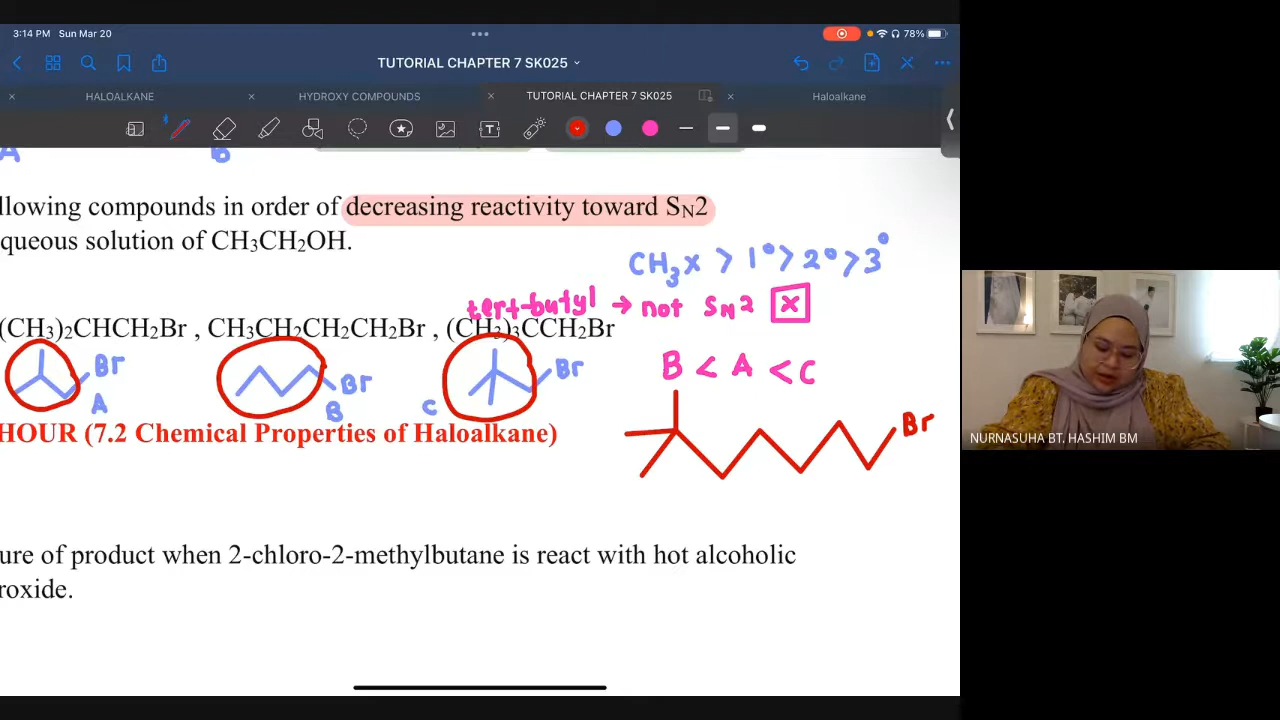 3:14 PM Sun Mar 20
78%
TUTORIAL CHAPTER 7 SK025
HALOALKANE
HYDROXY COMPOUNDS
TUTORIAL CHAPTER 7 SK025
Haloalkane
A
B
llowing compounds in order of decreasing reactivity toward SN2
queous solution of CH3CH2OH.
CH3X > 1° > 2° > 3°
tert-butyl → not SN2 X
(CH3)2CHCH2Br , CH3CH2CH2CH2Br , (CH3)3CCH2Br
Br
A
Br
B
Br
C
B < A < C
Br
HOUR (7.2 Chemical Properties of Haloalkane)
ure of product when 2-chloro-2-methylbutane is react with hot alcoholic
roxide.
NURNASUHA BT. HASHIM BM